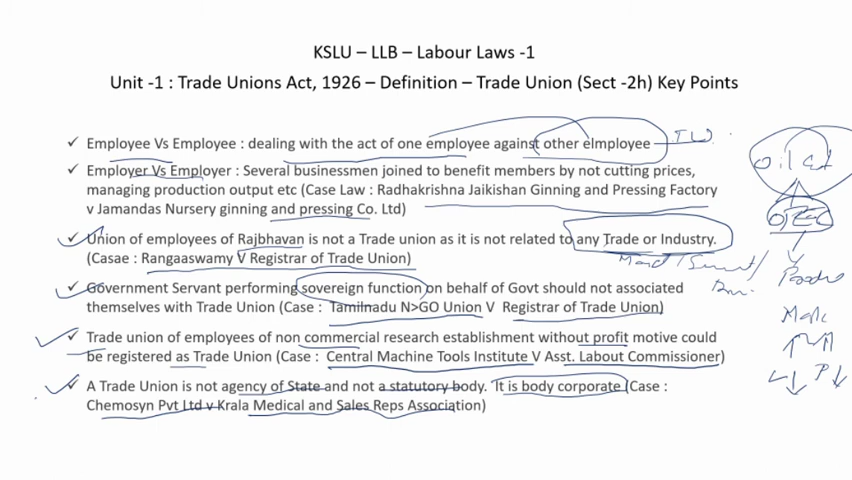 KSLU – LLB – Labour Laws -1
Unit -1 : Trade Unions Act, 1926 – Definition – Trade Union (Sect -2h) Key Points
✓ Employee Vs Employee : dealing with the act of one employee against other elmployee
✓ Employer Vs Employer : Several businessmen joined to benefit members by not cutting prices,
managing production output etc (Case Law : Radhakrishna Jaikishan Ginning and Pressing Factory
v Jamandas Nursery ginning and pressing Co. Ltd)
✓ Union of employees of Rajbhavan is not a Trade union as it is not related to any Trade or Industry.
(Casae : Rangaaswamy V Registrar of Trade Union)
✓ Government Servant performing sovereign function on behalf of Govt should not associated
themselves with Trade Union (Case : Tamilnadu N>GO Union V Registrar of Trade Union)
✓ Trade union of employees of non commercial research establishment without profit motive could
be registered as Trade Union (Case : Central Machine Tools Institute V Asst. Labout Commissioner)
✓ A Trade Union is not agency of State and not a statutory body. It is body corporate (Case :
Chemosyn Pvt Ltd v Krala Medical and Sales Reps Association)